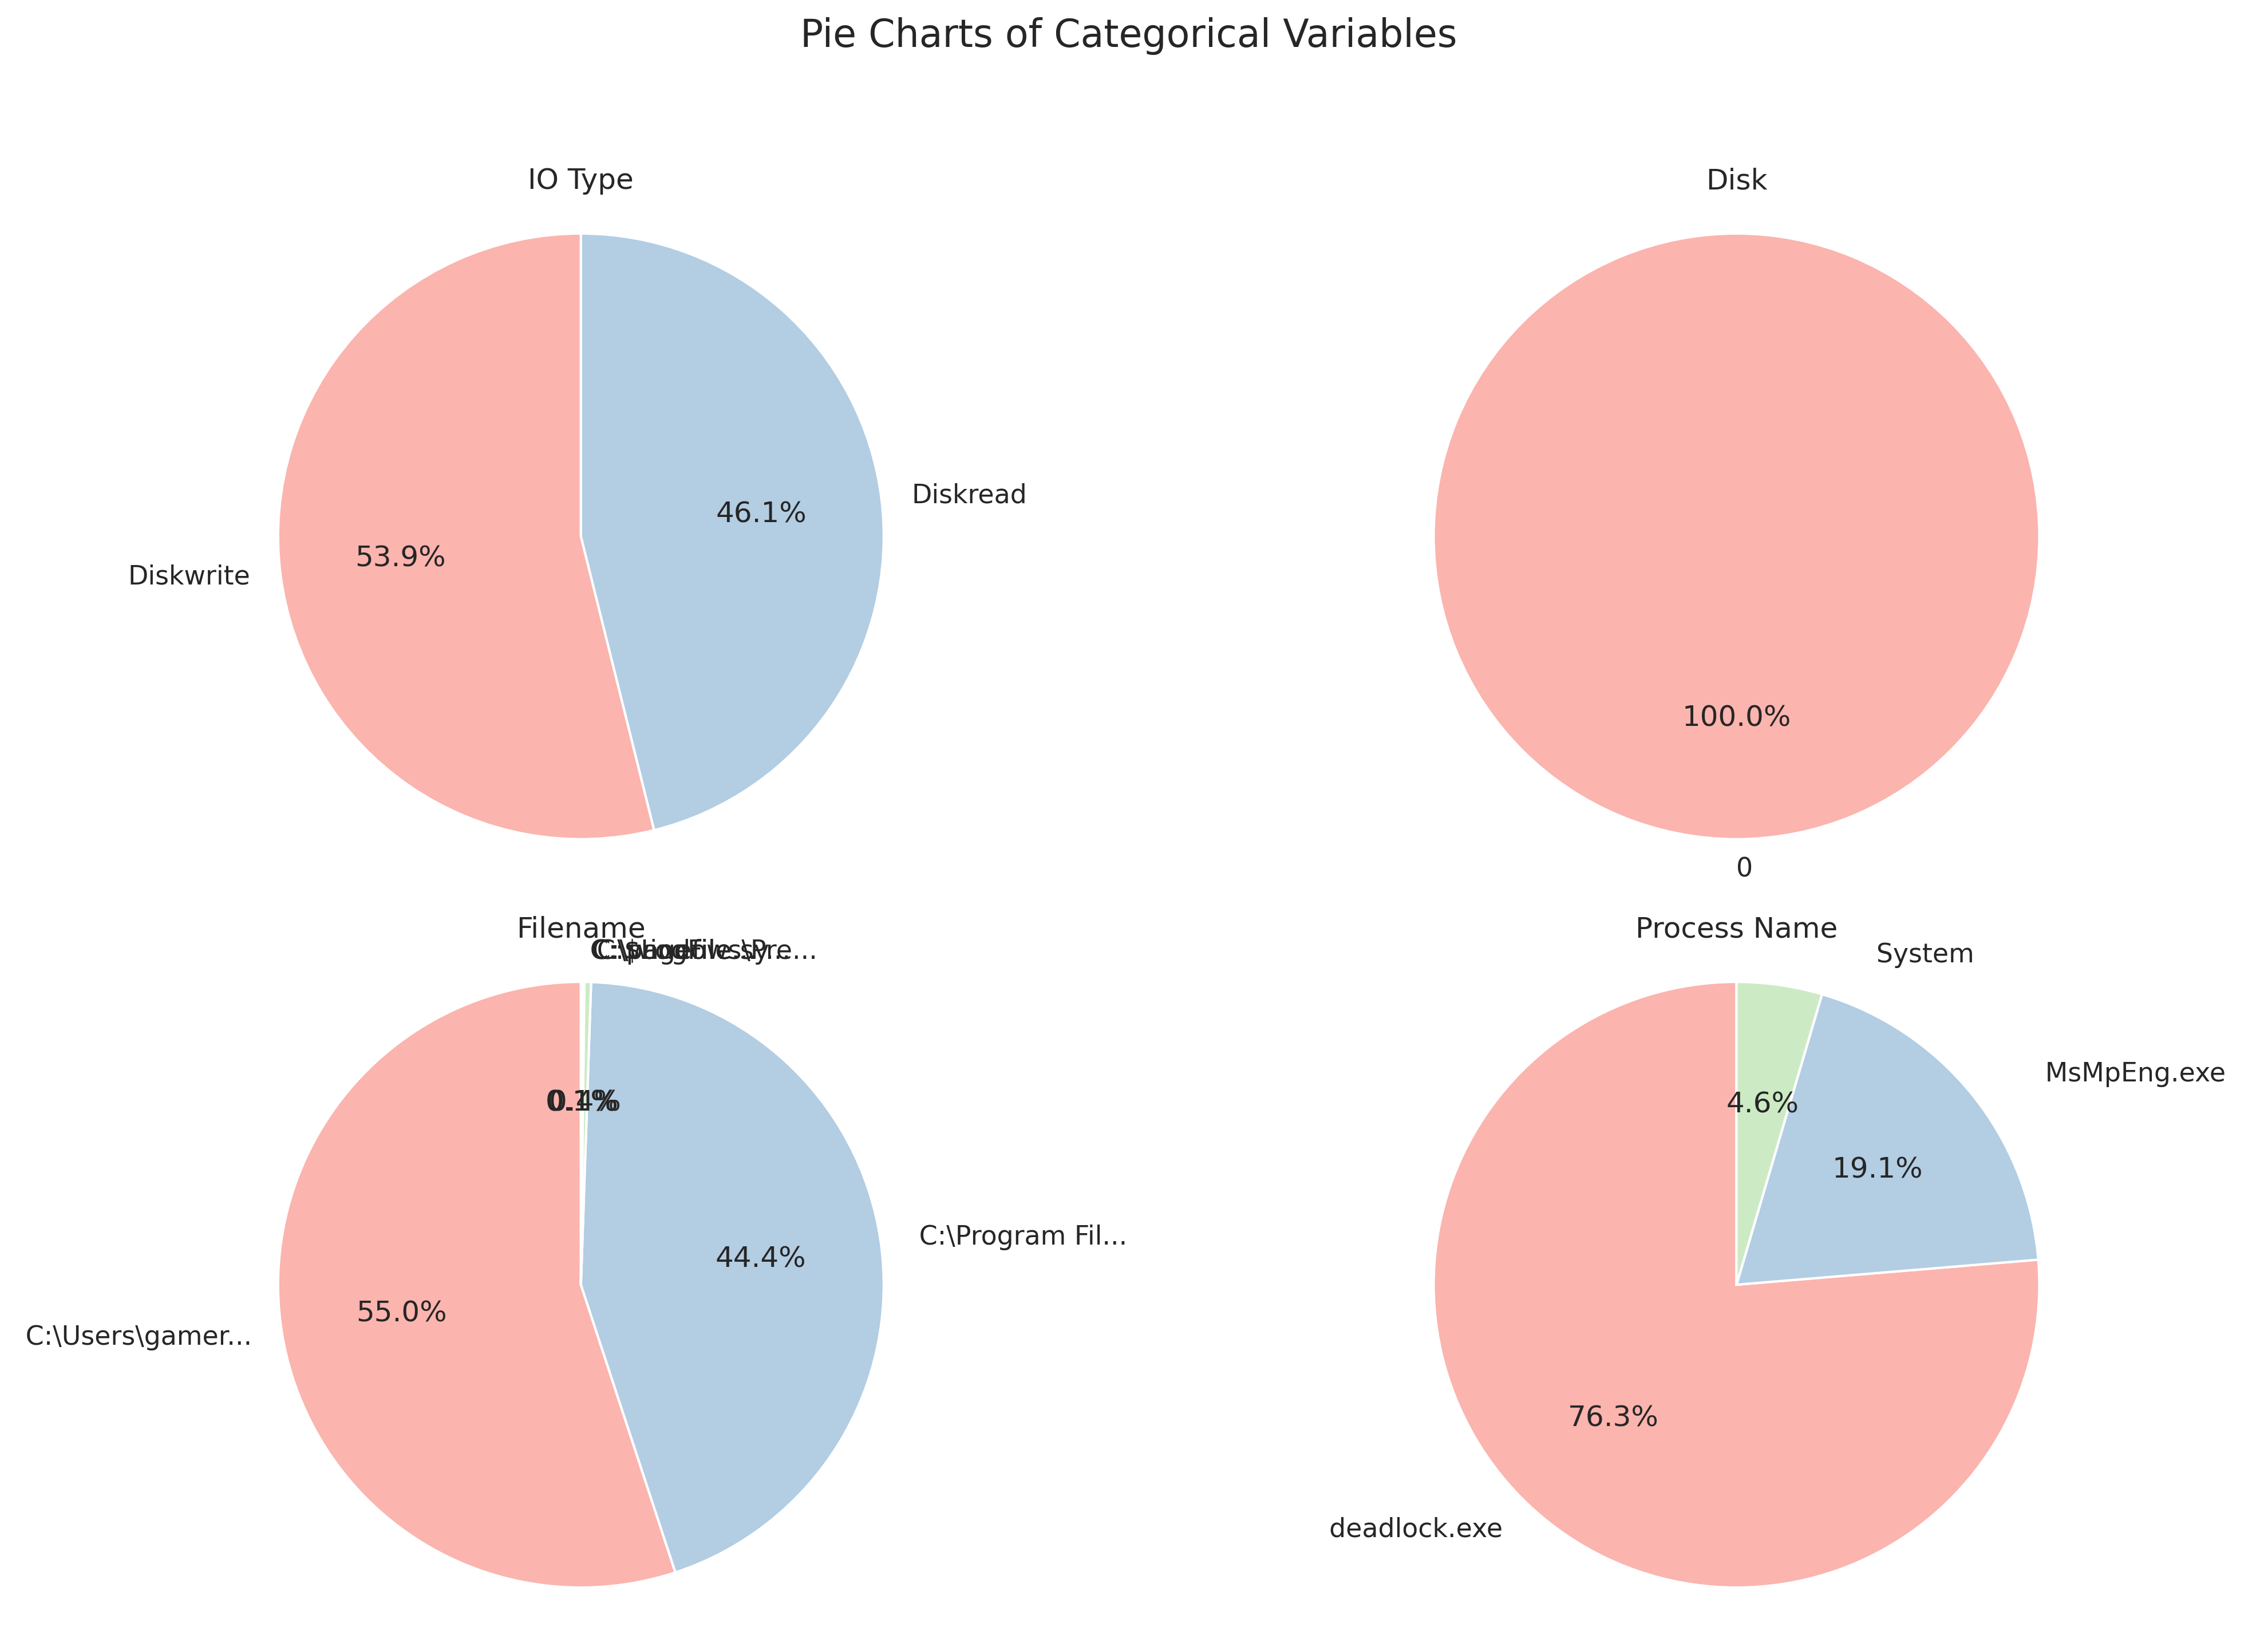 Pie Charts of Categorical Variables
IO Type
Diskwrite
53.9%
46.1%
Diskread
Disk
100.0%
0
Filename
C:\Users\gamer...
55.0%
44.4%
C:\Program Fil...
Process Name
System
4.6%
MsMpEng.exe
19.1%
76.3%
deadlock.exe